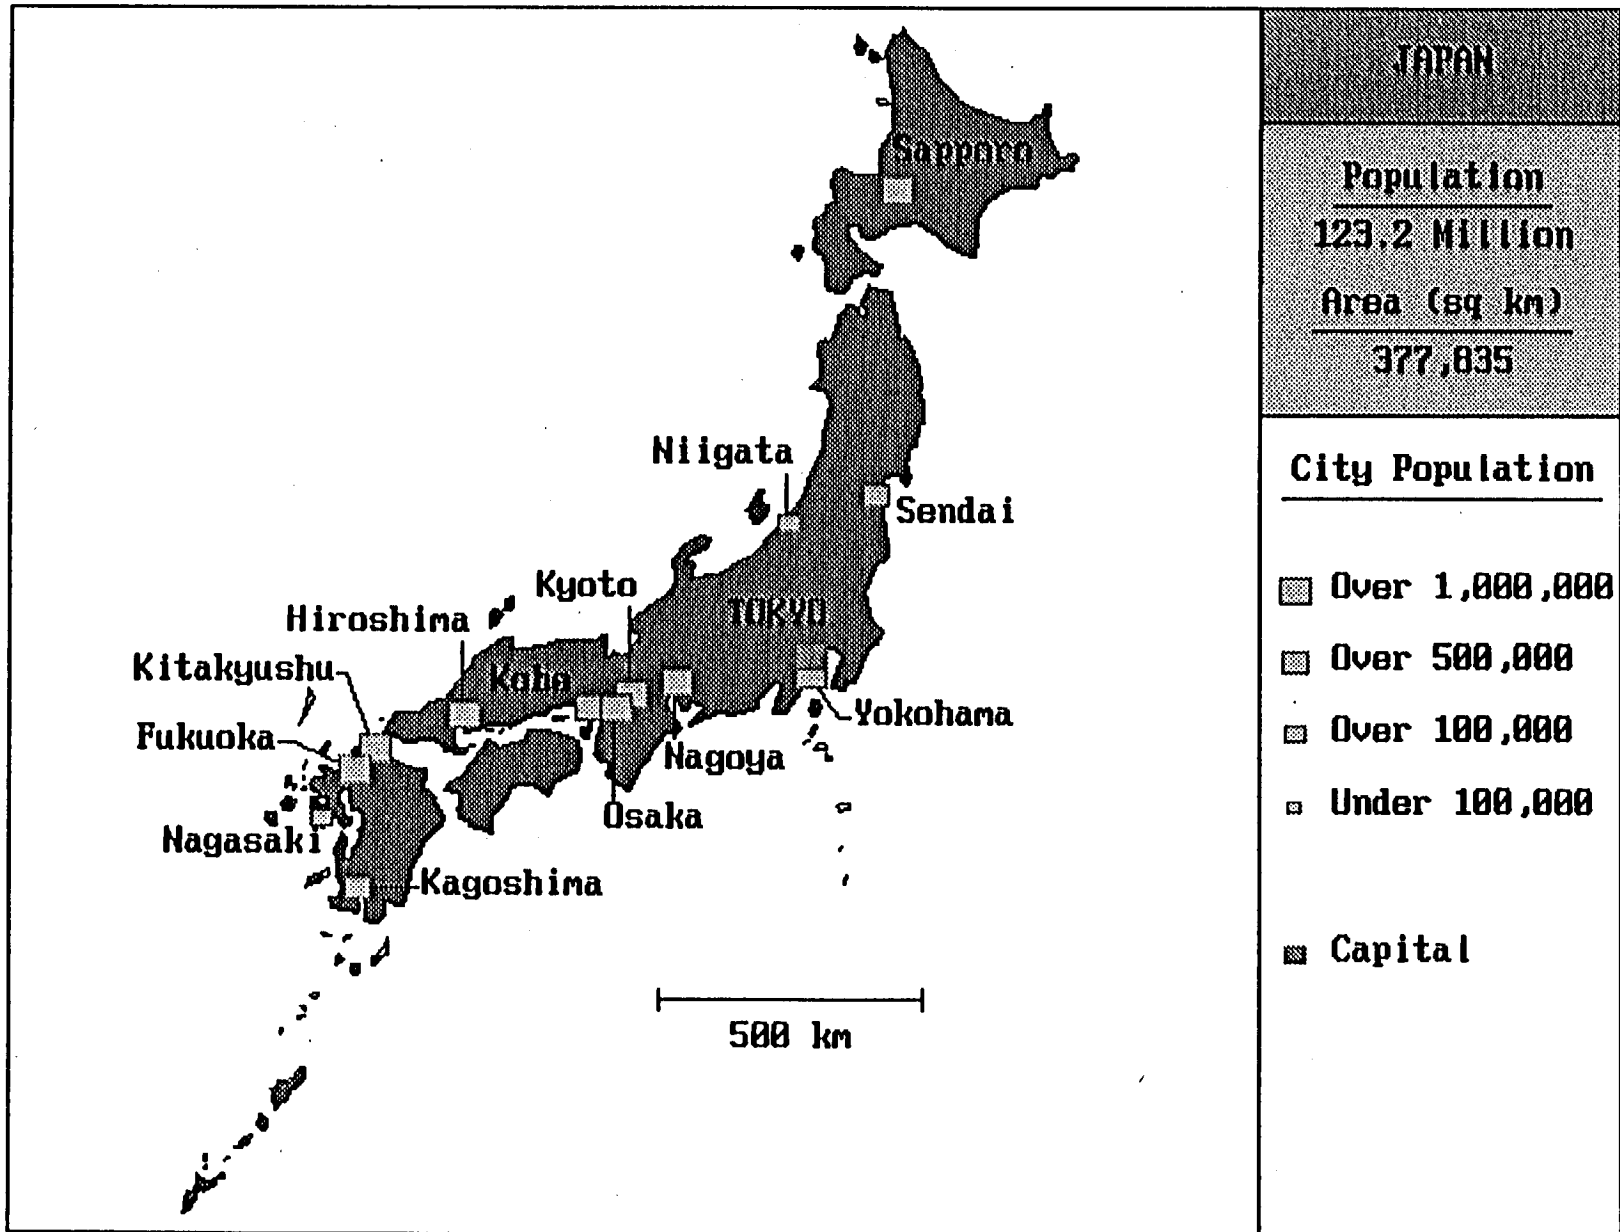 JAPAN
Population
123.2 Million
Area (sq km)
377,835
City Population
Over 1,000,000
Over 500,000
Over 100,000
Under 100,000
Capital
Sapporo
Niigata
Sendai
Kyoto
TOKYO
Hiroshima
Kitakyushu
Kobe
Yokohama
Fukuoka
Nagoya
Osaka
Nagasaki
Kagoshima
500 km